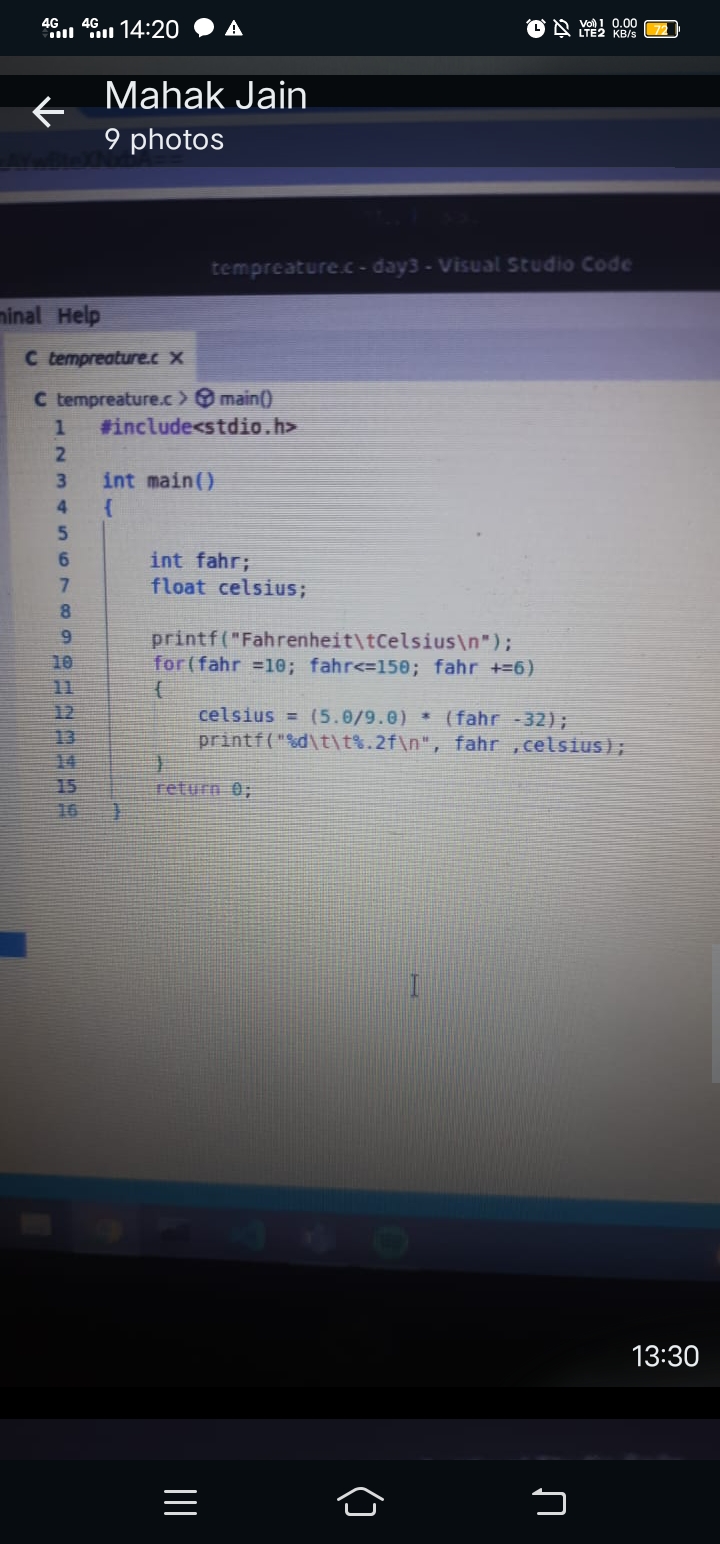 4G 4G 14:20 Vo) 1 LTE2 0.00 KB/s 72
Mahak Jain
9 photos
tempreature.c - day3 - Visual Studio Code
minal Help
C tempreature.c X
C tempreature.c > main()
1 #include<stdio.h>
2
3 int main()
4 {
5
6 int fahr;
7 float celsius;
8
9 printf("Fahrenheit\tCelsius\n");
10 for(fahr =10; fahr<=150; fahr +=6)
11 {
12 celsius = (5.0/9.0) * (fahr -32);
13 printf("%d\t\t%.2f\n", fahr ,celsius);
14 }
15 return 0;
16 }
13:30